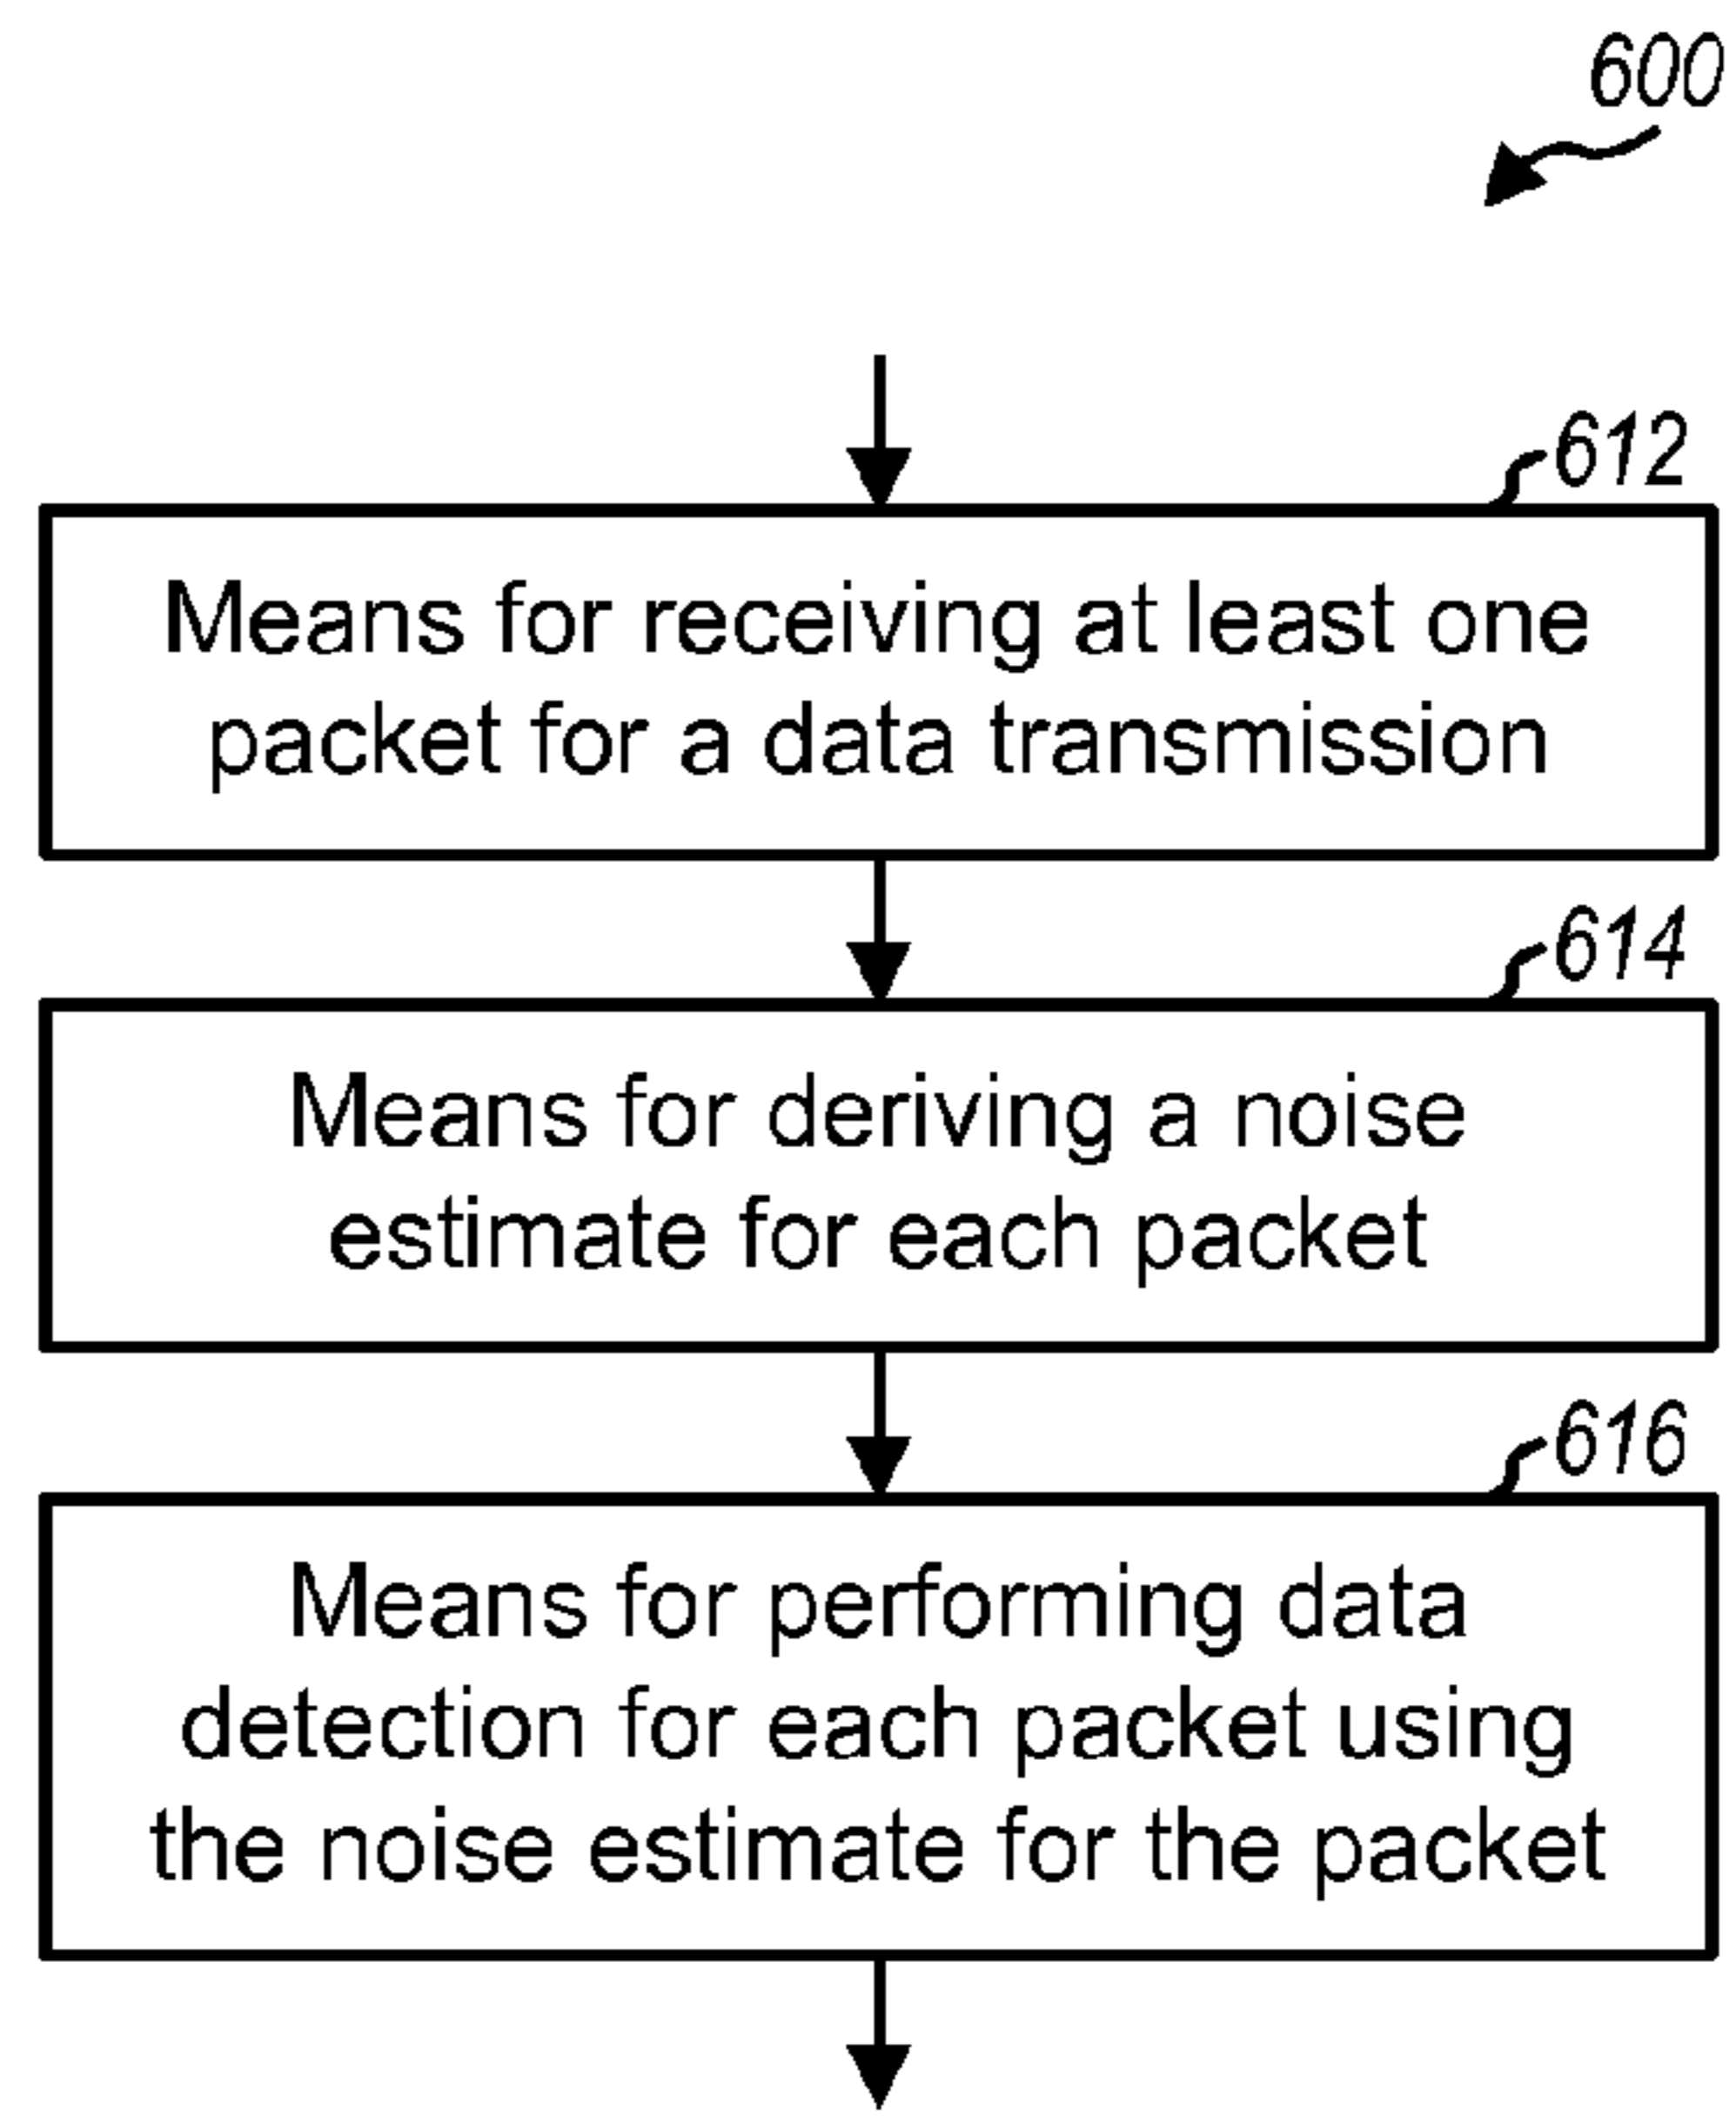 600
612
Means for receiving at least one
packet for a data transmission
614
Means for deriving a noise
estimate for each packet
616
Means for performing data
detection for each packet using
the noise estimate for the packet